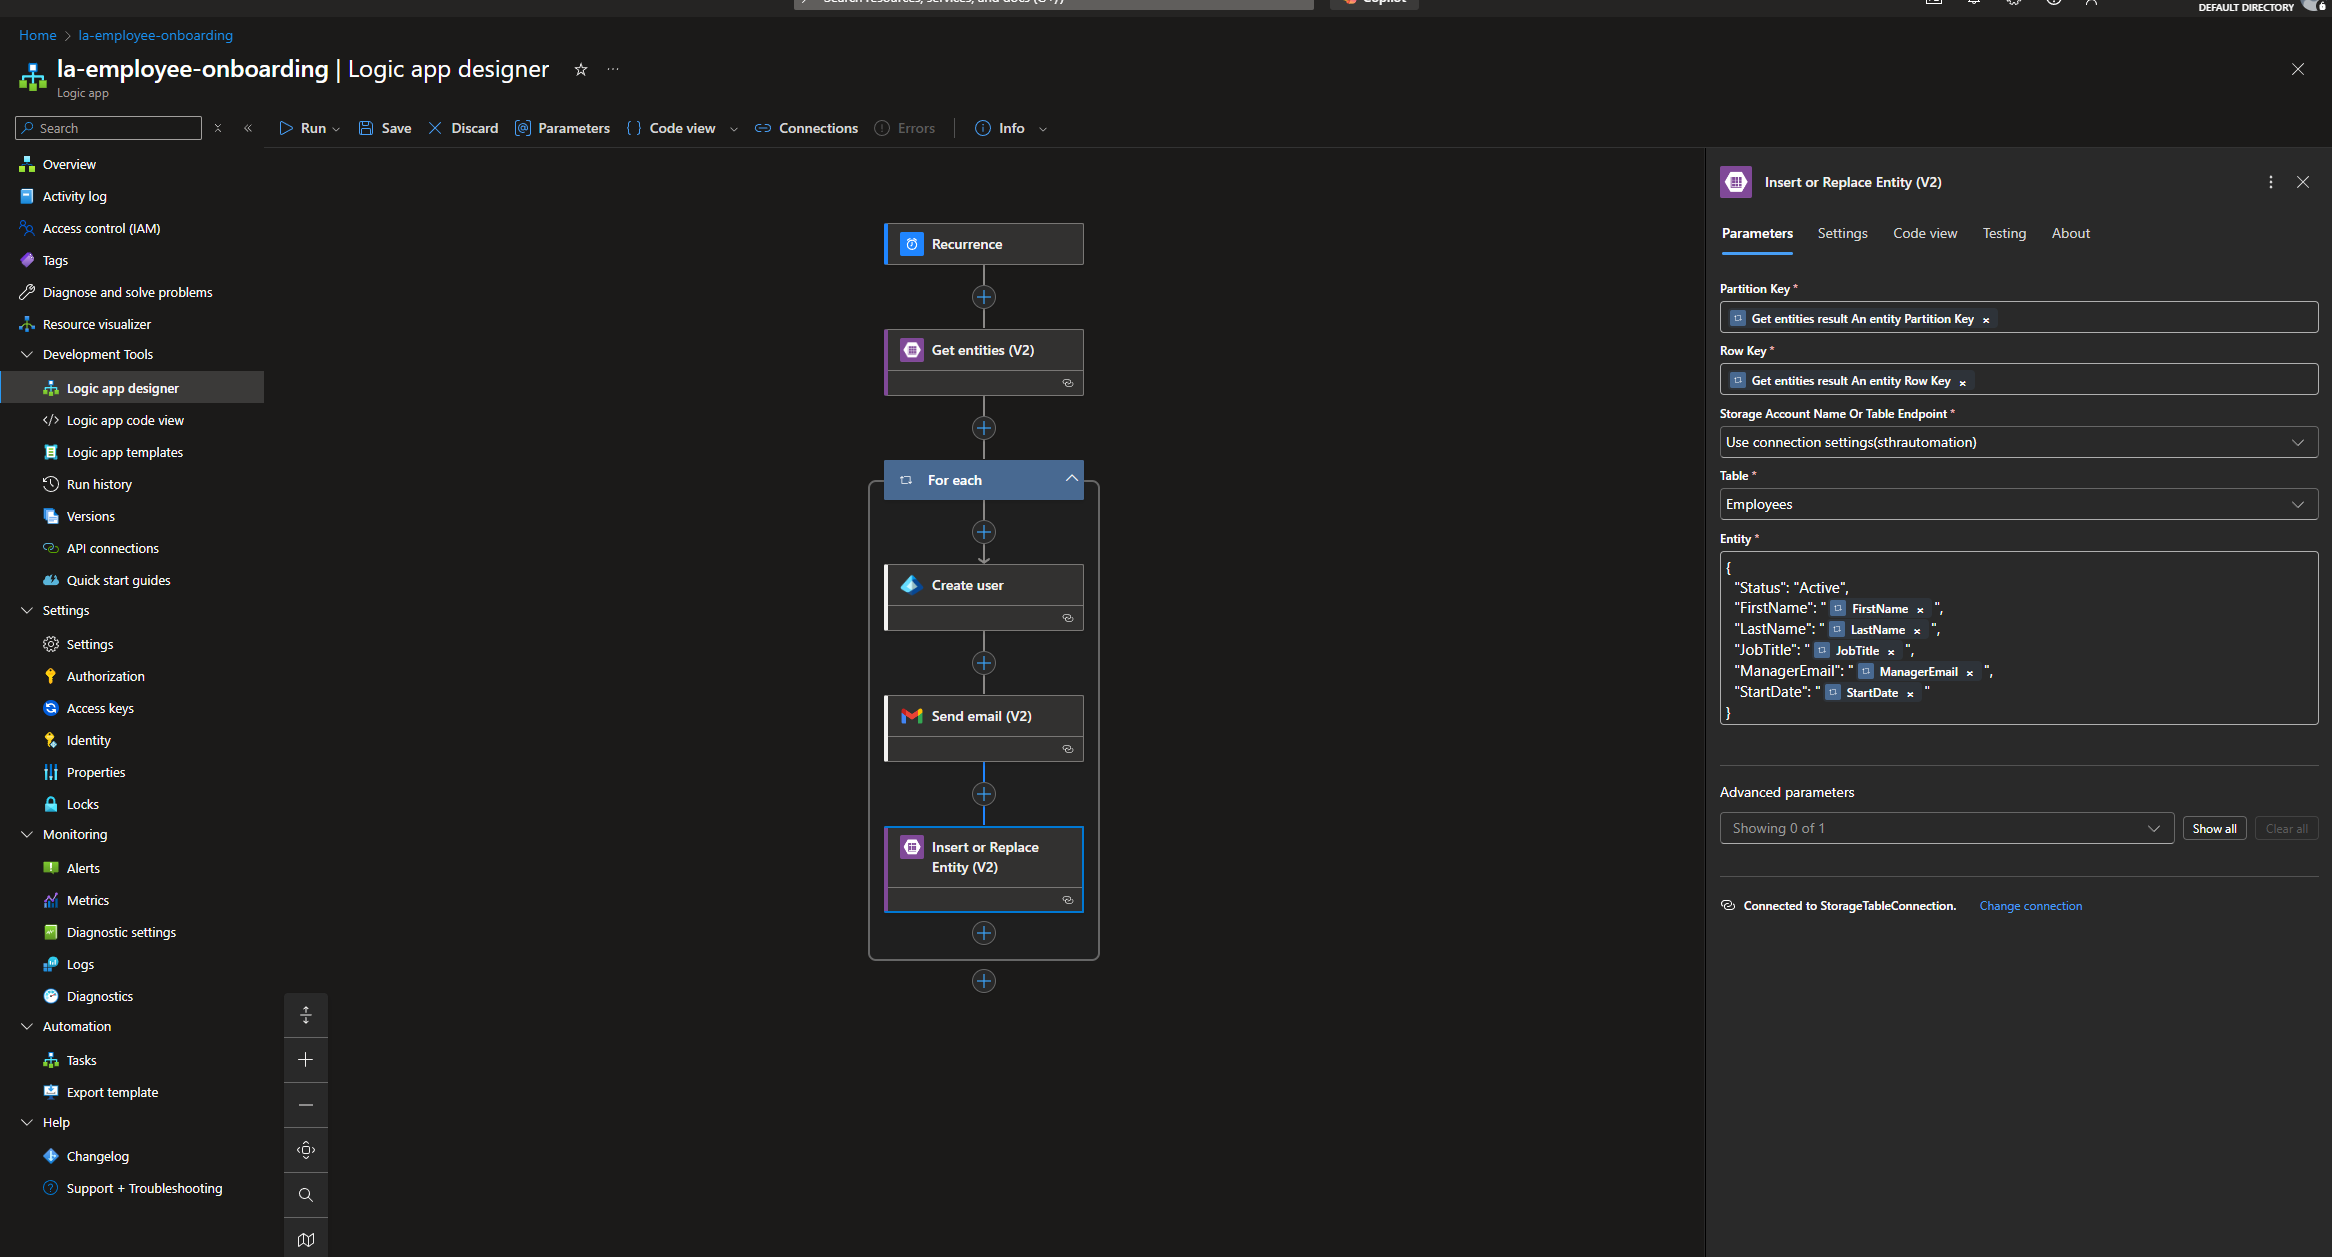 Search resources, services, and docs (G+/)
Copilot
DEFAULT DIRECTORY
Home > la-employee-onboarding
la-employee-onboarding | Logic app designer
Logic app
Search
Run
Save
Discard
Parameters
Code view
Connections
Errors
Info
Overview
Activity log
Access control (IAM)
Tags
Diagnose and solve problems
Resource visualizer
Development Tools
Logic app designer
Logic app code view
Logic app templates
Run history
Versions
API connections
Quick start guides
Settings
Settings
Authorization
Access keys
Identity
Properties
Locks
Monitoring
Alerts
Metrics
Diagnostic settings
Logs
Diagnostics
Automation
Tasks
Export template
Help
Changelog
Support + Troubleshooting
Recurrence
Get entities (V2)
For each
Create user
Send email (V2)
Insert or Replace
Entity (V2)
Insert or Replace Entity (V2)
Parameters
Settings
Code view
Testing
About
Partition Key *
Get entities result An entity Partition Key ×
Row Key *
Get entities result An entity Row Key ×
Storage Account Name Or Table Endpoint *
Use connection settings(sthrautomation)
Table *
Employees
Entity *
{
"Status": "Active",
"FirstName": " FirstName × ",
"LastName": " LastName × ",
"JobTitle": " JobTitle × ",
"ManagerEmail": " ManagerEmail × ",
"StartDate": " StartDate × "
}
Advanced parameters
Showing 0 of 1
Show all
Clear all
Connected to StorageTableConnection.
Change connection